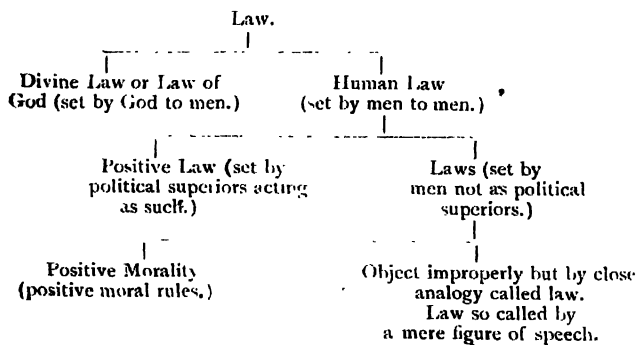 Law.
Divine Law or Law of
God (set by God to men.)
Human Law
(set by men to men.)
Positive Law (set by
political superiors acting
as such.)
Laws (set by
men not as political
superiors.)
Positive Morality
(positive moral rules.)
Object improperly but by close
analogy called law.
Law so called by
a mere figure of speech.